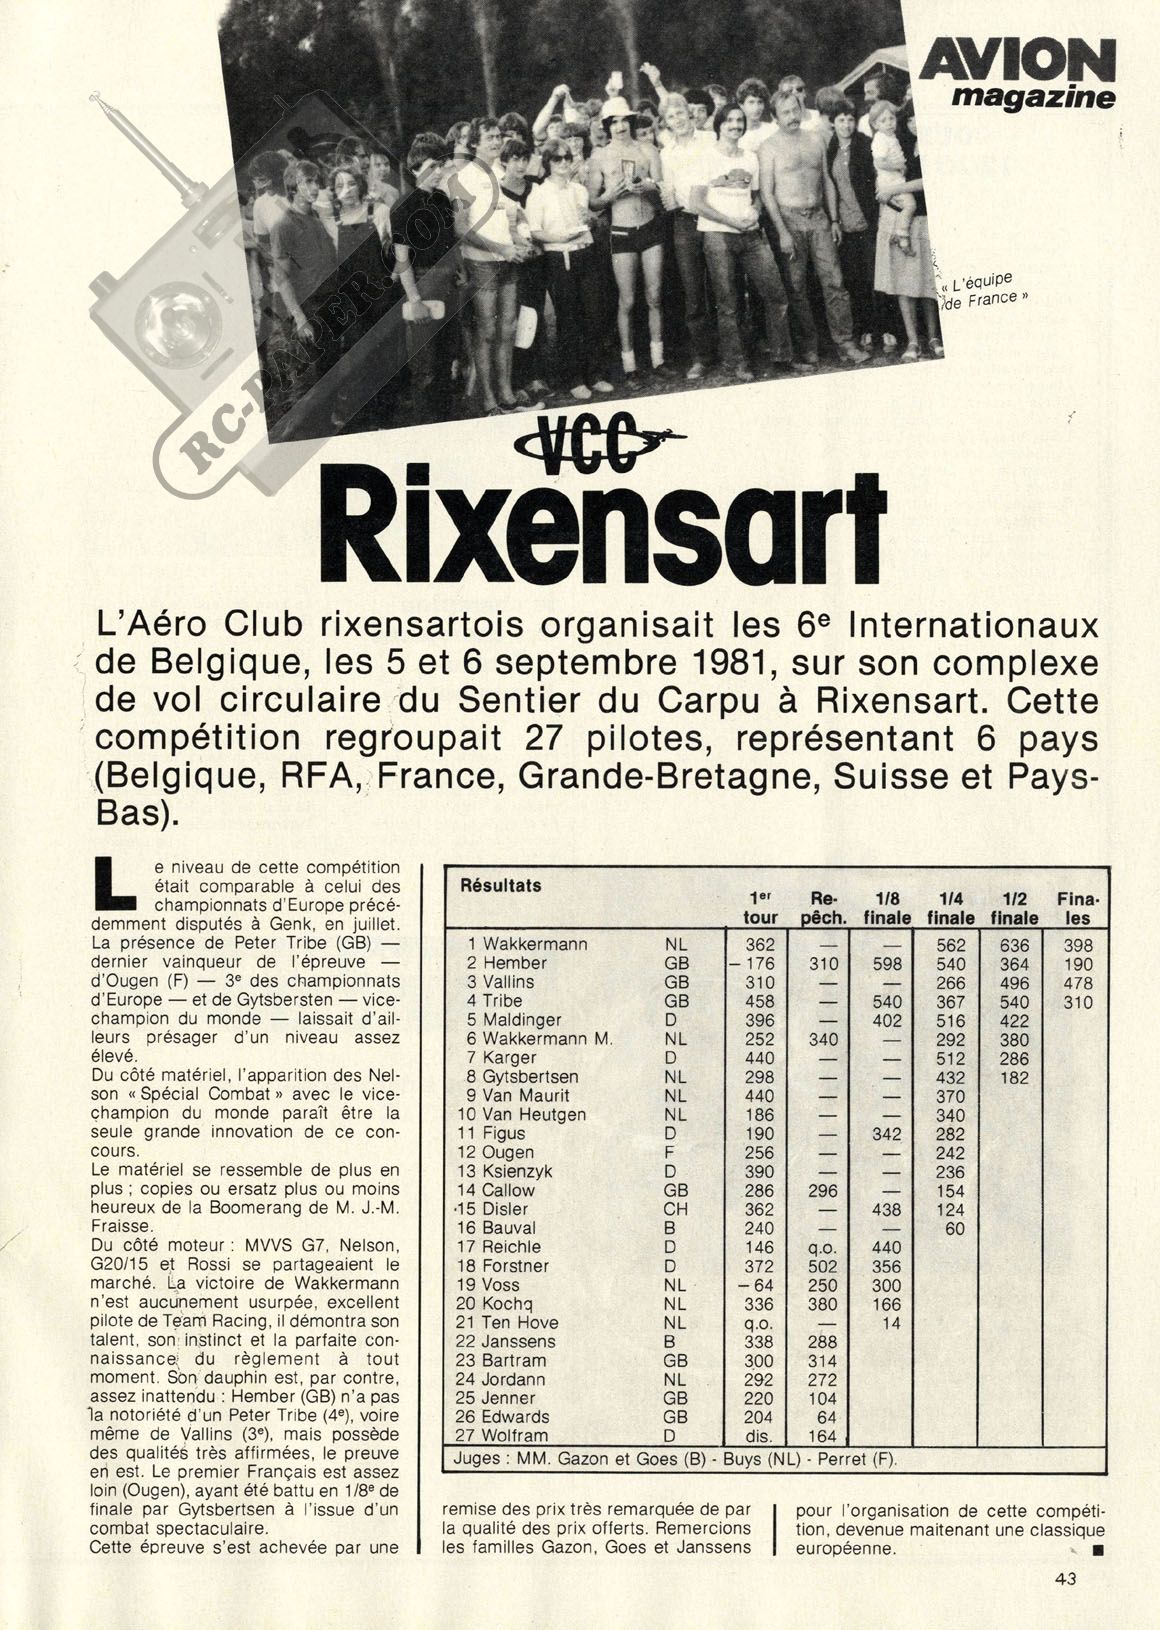 AVION
magazine
« L'équipe
de France »
RC-PAPER.COM
VCC
Rixensart
L'Aéro Club rixensartois organisait les 6e Internationaux
de Belgique, les 5 et 6 septembre 1981, sur son complexe
de vol circulaire du Sentier du Carpu à Rixensart. Cette
compétition regroupait 27 pilotes, représentant 6 pays
(Belgique, RFA, France, Grande-Bretagne, Suisse et Pays-
Bas).
Le niveau de cette compétition
était comparable à celui des
championnats d'Europe précé-
demment disputés à Genk, en juillet.
La présence de Peter Tribe (GB) —
dernier vainqueur de l'épreuve —
d'Ougen (F) — 3e des championnats
d'Europe — et de Gytsbersten — vice-
champion du monde — laissait d'ail-
leurs présager d'un niveau assez
élevé.
Du côté matériel, l'apparition des Nel-
son « Spécial Combat » avec le vice-
champion du monde paraît être la
seule grande innovation de ce con-
cours.
Le matériel se ressemble de plus en
plus ; copies ou ersatz plus ou moins
heureux de la Boomerang de M. J.-M.
Fraisse.
Du côté moteur : MVVS G7, Nelson,
G20/15 et Rossi se partageaient le
marché. La victoire de Wakkermann
n'est aucunement usurpée, excellent
pilote de Team Racing, il démontra son
talent, son instinct et la parfaite con-
naissance du règlement à tout
moment. Son dauphin est, par contre,
assez inattendu : Hember (GB) n'a pas
la notoriété d'un Peter Tribe (4e), voire
même de Vallins (3e), mais possède
des qualités très affirmées, le preuve
en est. Le premier Français est assez
loin (Ougen), ayant été battu en 1/8e de
finale par Gytsbertsen à l'issue d'un
combat spectaculaire.
Cette épreuve s'est achevée par une
Résultats 1er tour Re-pêch. 1/8 finale 1/4 finale 1/2 finale Fina-les
1 Wakkermann NL 362 — — 562 636 398
2 Hember GB – 176 310 598 540 364 190
3 Vallins GB 310 — — 266 496 478
4 Tribe GB 458 — 540 367 540 310
5 Maldinger D 396 — 402 516 422
6 Wakkermann M. NL 252 340 — 292 380
7 Karger D 440 — — 512 286
8 Gytsbertsen NL 298 — — 432 182
9 Van Maurit NL 440 — — 370
10 Van Heutgen NL 186 — — 340
11 Figus D 190 — 342 282
12 Ougen F 256 — — 242
13 Ksienzyk D 390 — — 236
14 Callow GB 286 296 — 154
15 Disler CH 362 — 438 124
16 Bauval B 240 — — 60
17 Reichle D 146 q.o. 440
18 Forstner D 372 502 356
19 Voss NL – 64 250 300
20 Kochq NL 336 380 166
21 Ten Hove NL q.o. — 14
22 Janssens B 338 288
23 Bartram GB 300 314
24 Jordann NL 292 272
25 Jenner GB 220 104
26 Edwards GB 204 64
27 Wolfram D dis. 164
Juges : MM. Gazon et Goes (B) - Buys (NL) - Perret (F).
remise des prix très remarquée de par
la qualité des prix offerts. Remercions
les familles Gazon, Goes et Janssens
pour l'organisation de cette compéti-
tion, devenue maitenant une classique
européenne.
43